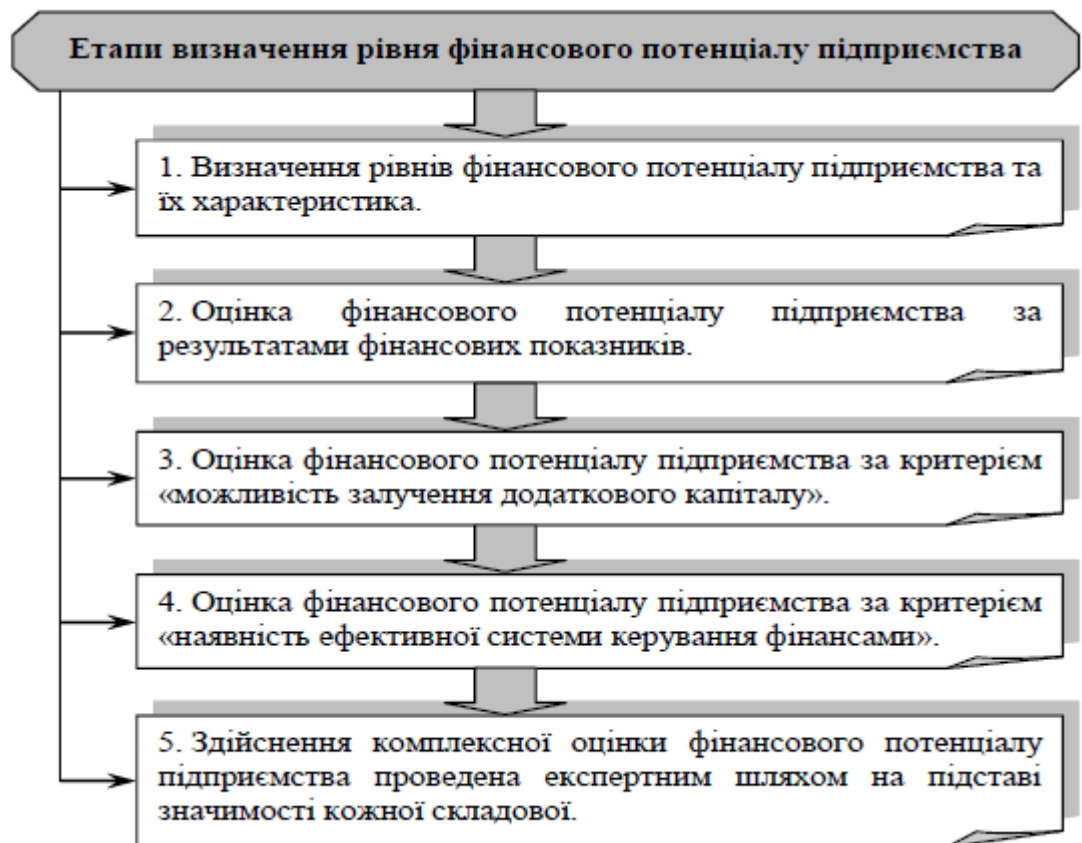 Етапи визначення рівня фінансового потенціалу підприємства
1. Визначення рівнів фінансового потенціалу підприємства та
їх характеристика.
2. Оцінка фінансового потенціалу підприємства за
результатами фінансових показників.
3. Оцінка фінансового потенціалу підприємства за критерієм
«можливість залучення додаткового капіталу».
4. Оцінка фінансового потенціалу підприємства за критерієм
«наявність ефективної системи керування фінансами».
5. Здійснення комплексної оцінки фінансового потенціалу
підприємства проведена експертним шляхом на підставі
значимості кожної складової.